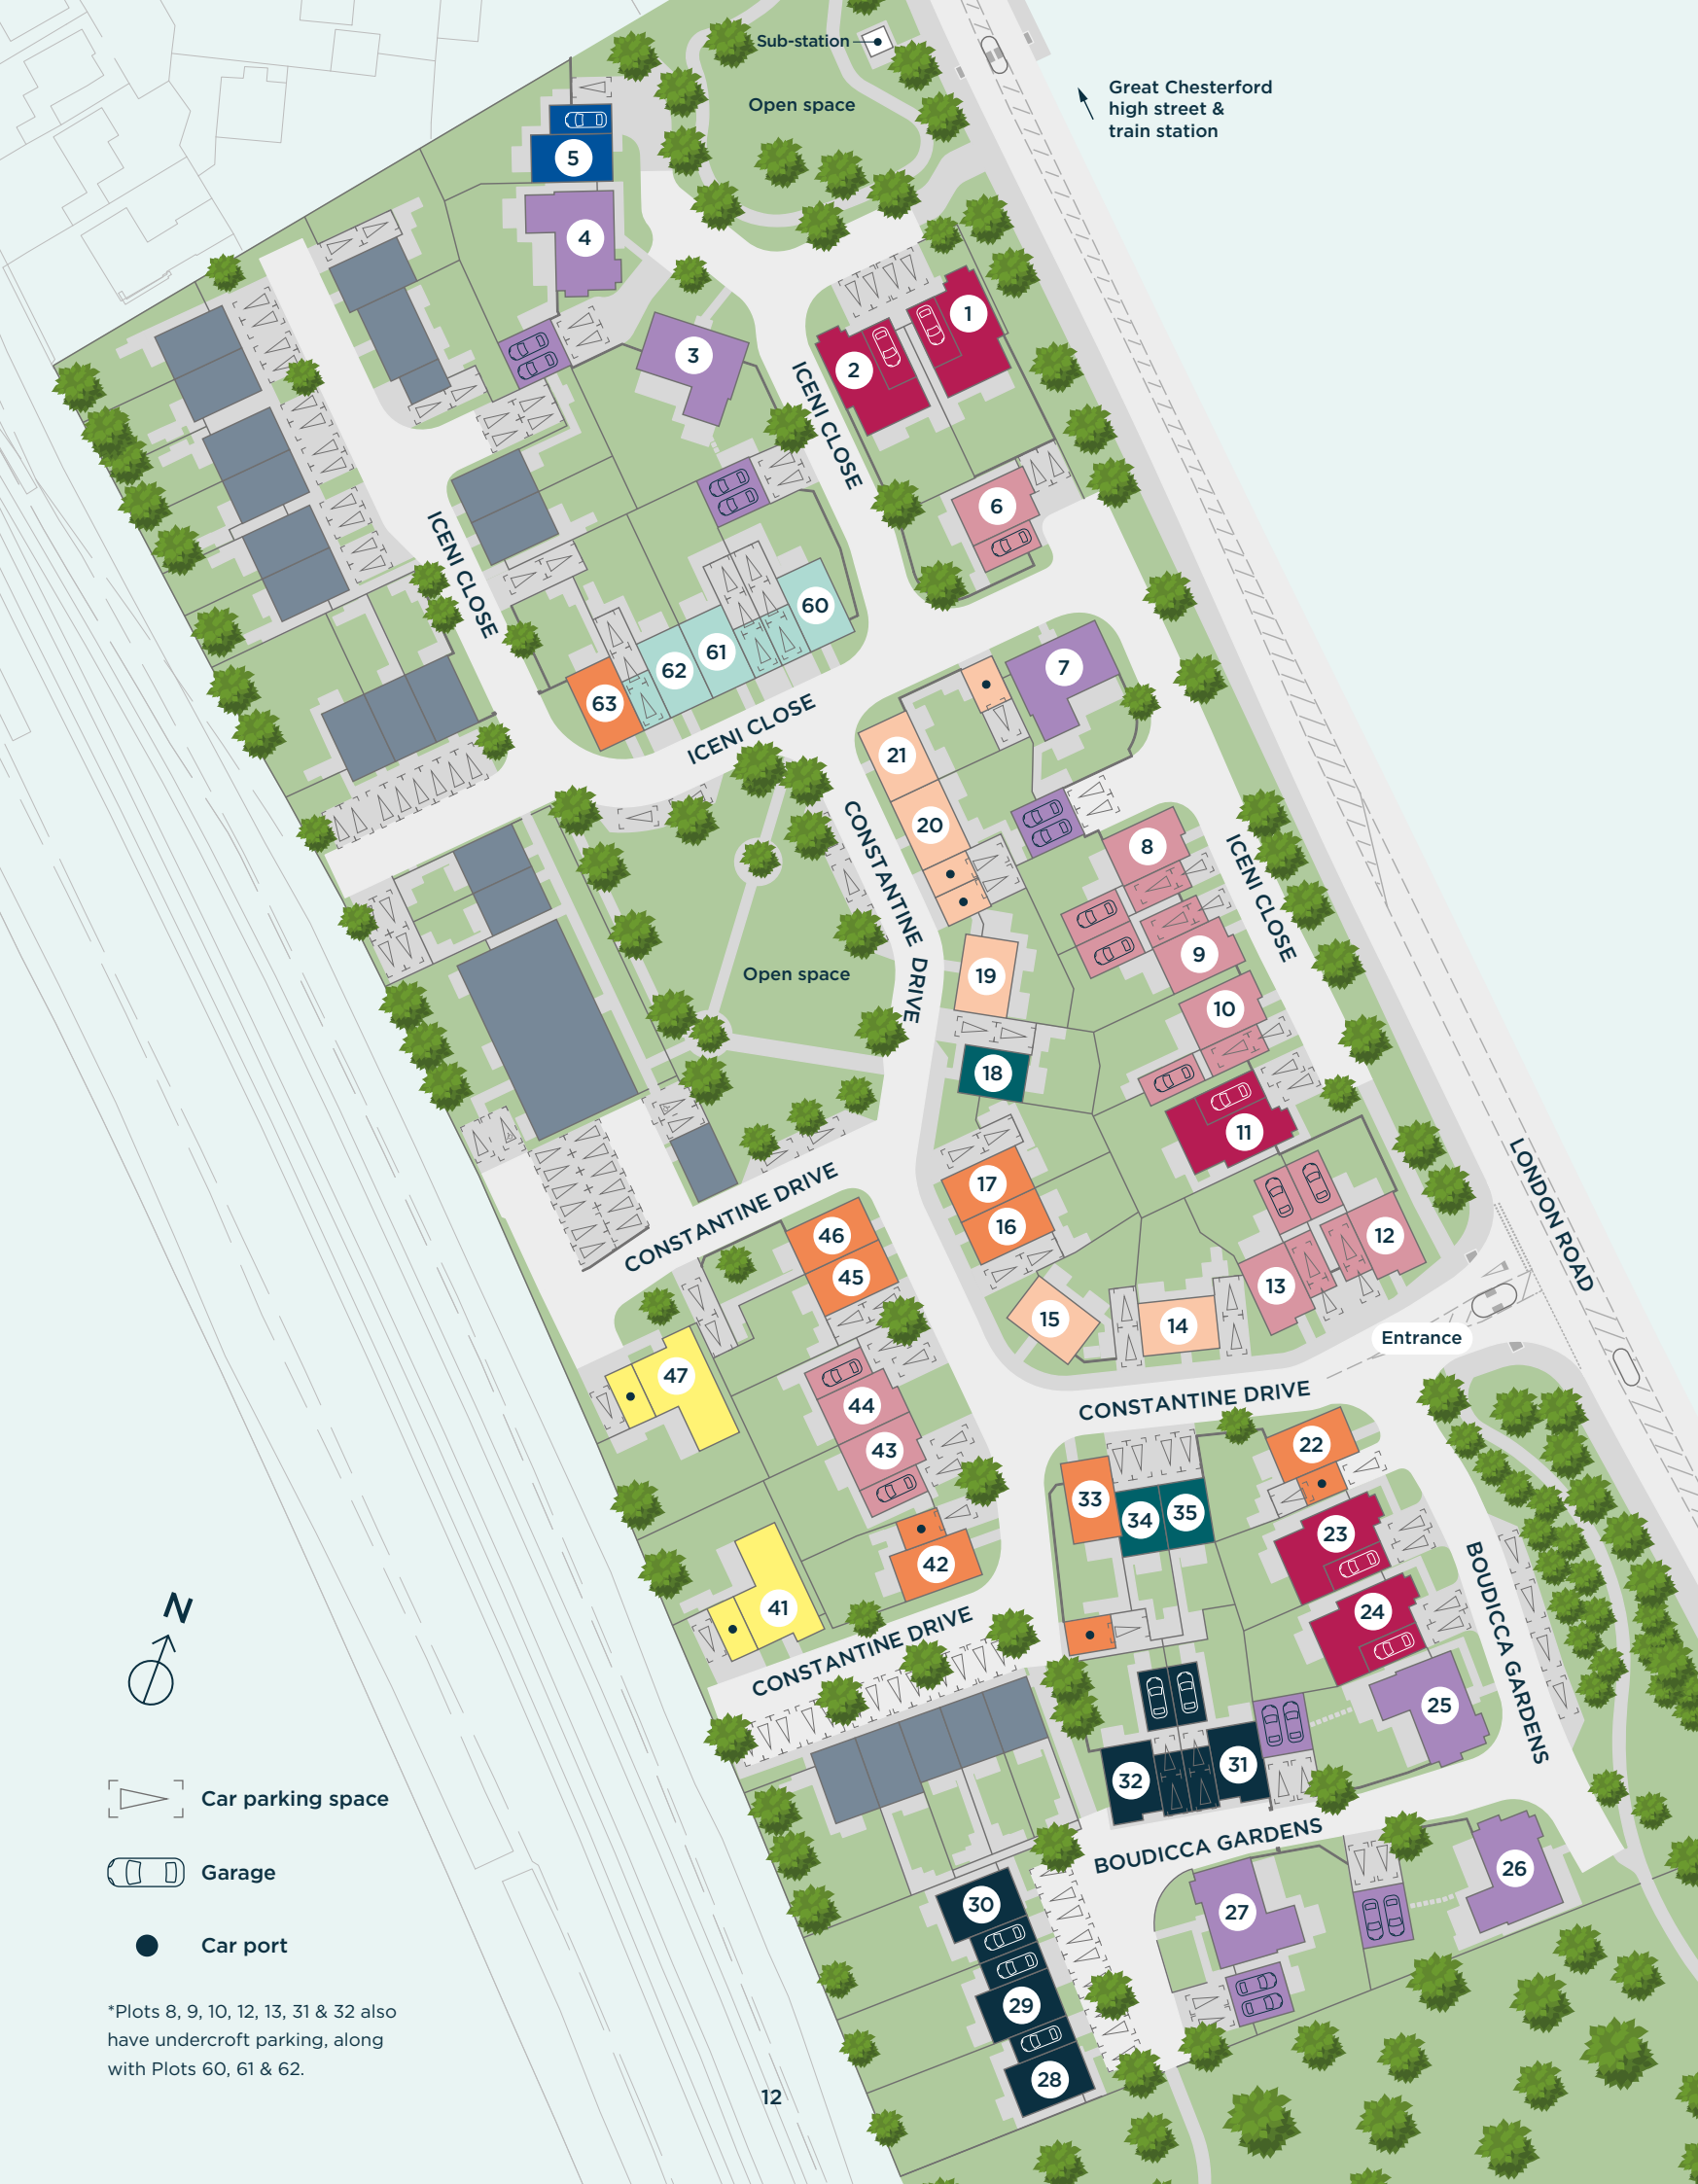 Sub-station
Open space
Great Chesterford
high street &
train station
5
4
3
1
2
ICENI CLOSE
6
ICENI CLOSE
60
61
62
63
7
ICENI CLOSE
21
20
CONSTANTINE DRIVE
8
ICENI CLOSE
9
Open space
19
10
18
11
17
16
CONSTANTINE DRIVE
46
45
12
13
LONDON ROAD
15
14
Entrance
47
44
43
CONSTANTINE DRIVE
22
33
34
35
23
42
41
24
BOUDICCA GARDENS
CONSTANTINE DRIVE
25
N
32
31
BOUDICCA GARDENS
26
27
30
29
28
Car parking space
Garage
Car port
*Plots 8, 9, 10, 12, 13, 31 & 32 also
have undercroft parking, along
with Plots 60, 61 & 62.
12